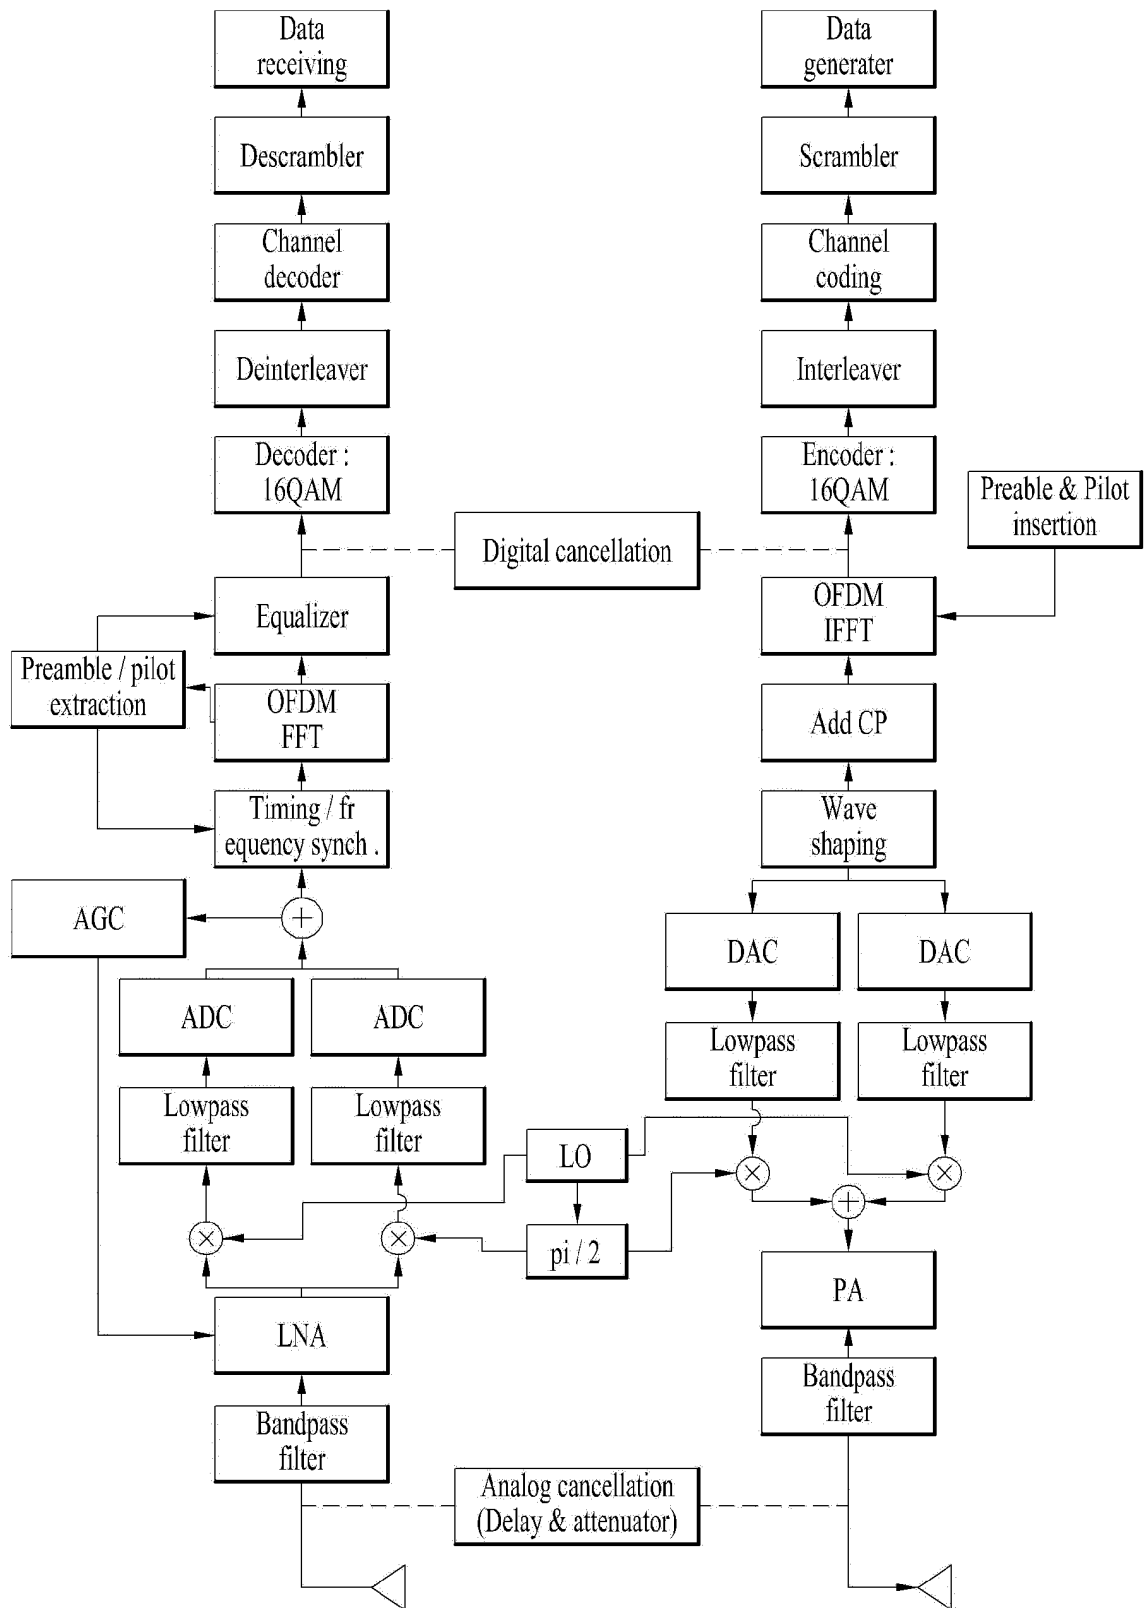 Data
receiving
Data
generater
Descrambler
Scrambler
Channel
decoder
Channel
coding
Deinterleaver
Interleaver
Decoder :
16QAM
Encoder :
16QAM
Preable & Pilot
insertion
Digital cancellation
Equalizer
OFDM
IFFT
Preamble / pilot
extraction
OFDM
FFT
Add CP
Timing / fr
equency synch .
Wave
shaping
AGC
+
DAC
DAC
ADC
ADC
Lowpass
filter
Lowpass
filter
Lowpass
filter
Lowpass
filter
LO
×
×
+
×
×
pi / 2
PA
LNA
Bandpass
filter
Bandpass
filter
Analog cancellation
(Delay & attenuator)